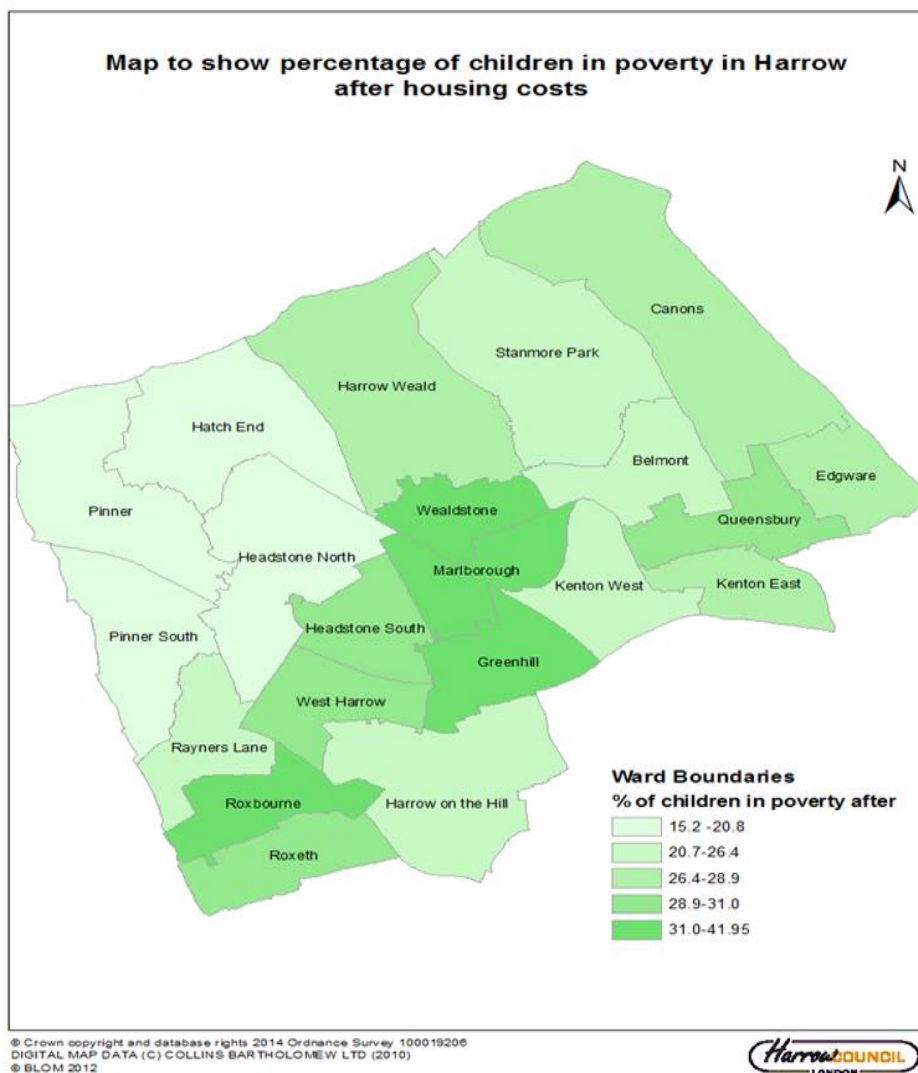 Map to show percentage of children in poverty in Harrow
after housing costs
N
Canons
Stanmore Park
Harrow Weald
Hatch End
Belmont
Edgware
Pinner
Wealdstone
Queensbury
Headstone North
Marlborough
Kenton West
Kenton East
Pinner South
Headstone South
Greenhill
West Harrow
Rayners Lane
Roxbourne
Harrow on the Hill
Roxeth
Ward Boundaries
% of children in poverty after
15.2 -20.8
20.7-26.4
26.4-28.9
28.9-31.0
31.0-41.95
© Crown copyright and database rights 2014 Ordnance Survey 100019206
DIGITAL MAP DATA (C) COLLINS BARTHOLOMEW LTD (2010)
© BLOM 2012
HarrowCOUNCIL
LONDON